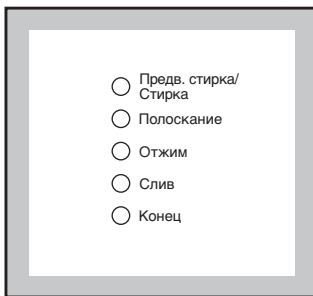 Предв. стирка/
Стирка
Полоскание
Отжим
Слив
Конец